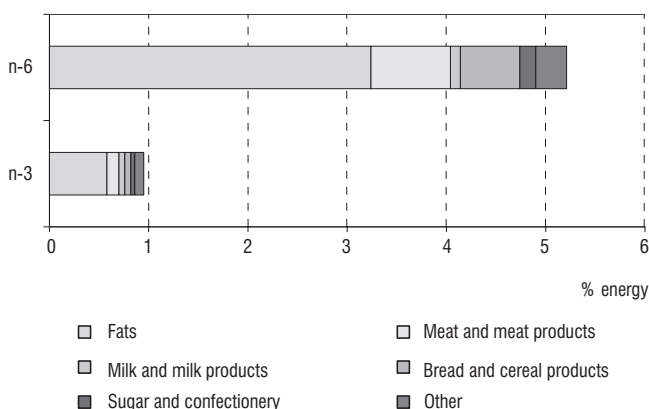 n-6
n-3
0 1 2 3 4 5 6
% energy
Fats Meat and meat products
Milk and milk products Bread and cereal products
Sugar and confectionery Other